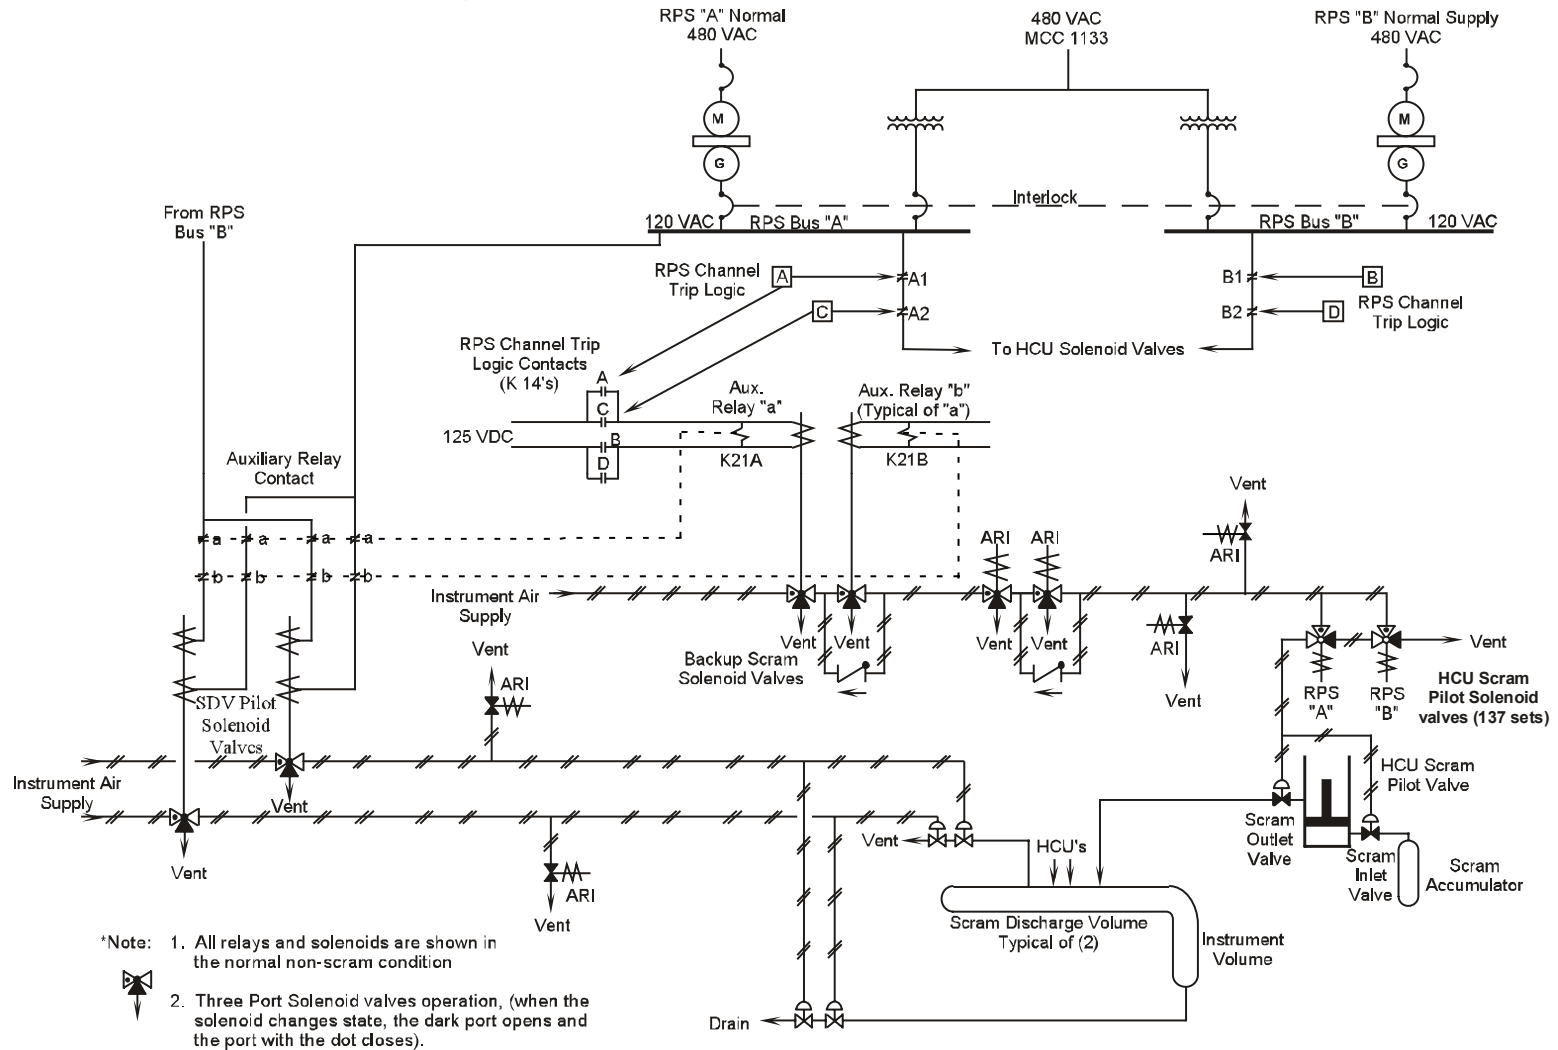 RPS "A" Normal
480 VAC
480 VAC
MCC 1133
RPS "B" Normal Supply
480 VAC
M
G
M
G
Interlock
From RPS
Bus "B"
120 VAC
RPS Bus "A"
RPS Bus "B"
120 VAC
RPS Channel
Trip Logic
A
A1
C
A2
B1
B
B2
D
RPS Channel
Trip Logic
To HCU Solenoid Valves
RPS Channel Trip
Logic Contacts
(K 14's)
A
C
B
D
125 VDC
Aux.
Relay "a"
K21A
Aux. Relay "b"
(Typical of "a")
K21B
Auxiliary Relay
Contact
a
a
a
a
b
b
b
b
Instrument Air
Supply
Vent
Vent
Backup Scram
Solenoid Valves
ARI
ARI
Vent
Vent
Vent
ARI
ARI
Vent
Vent
RPS
"A"
RPS
"B"
HCU Scram
Pilot Solenoid
valves (137 sets)
SDV Pilot
Solenoid
Valves
Vent
ARI
Instrument Air
Supply
Vent
Vent
ARI
Vent
Vent
HCU's
HCU Scram
Pilot Valve
Scram
Outlet
Valve
Scram
Inlet
Valve
Scram
Accumulator
Scram Discharge Volume
Typical of (2)
Instrument
Volume
Drain
*Note: 1. All relays and solenoids are shown in
the normal non-scram condition
2. Three Port Solenoid valves operation, (when the
solenoid changes state, the dark port opens and
the port with the dot closes).